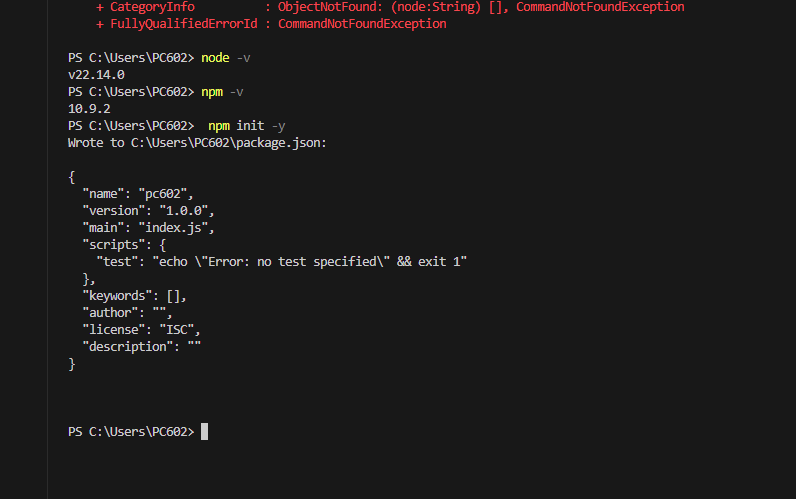 + CategoryInfo          : ObjectNotFound: (node:String) [], CommandNotFoundException
+ FullyQualifiedErrorId : CommandNotFoundException
PS C:\Users\PC602> node -v
v22.14.0
PS C:\Users\PC602> npm -v
10.9.2
PS C:\Users\PC602>  npm init -y
Wrote to C:\Users\PC602\package.json:
{
  "name": "pc602",
  "version": "1.0.0",
  "main": "index.js",
  "scripts": {
    "test": "echo \"Error: no test specified\" && exit 1"
  },
  "keywords": [],
  "author": "",
  "license": "ISC",
  "description": ""
}
PS C:\Users\PC602>